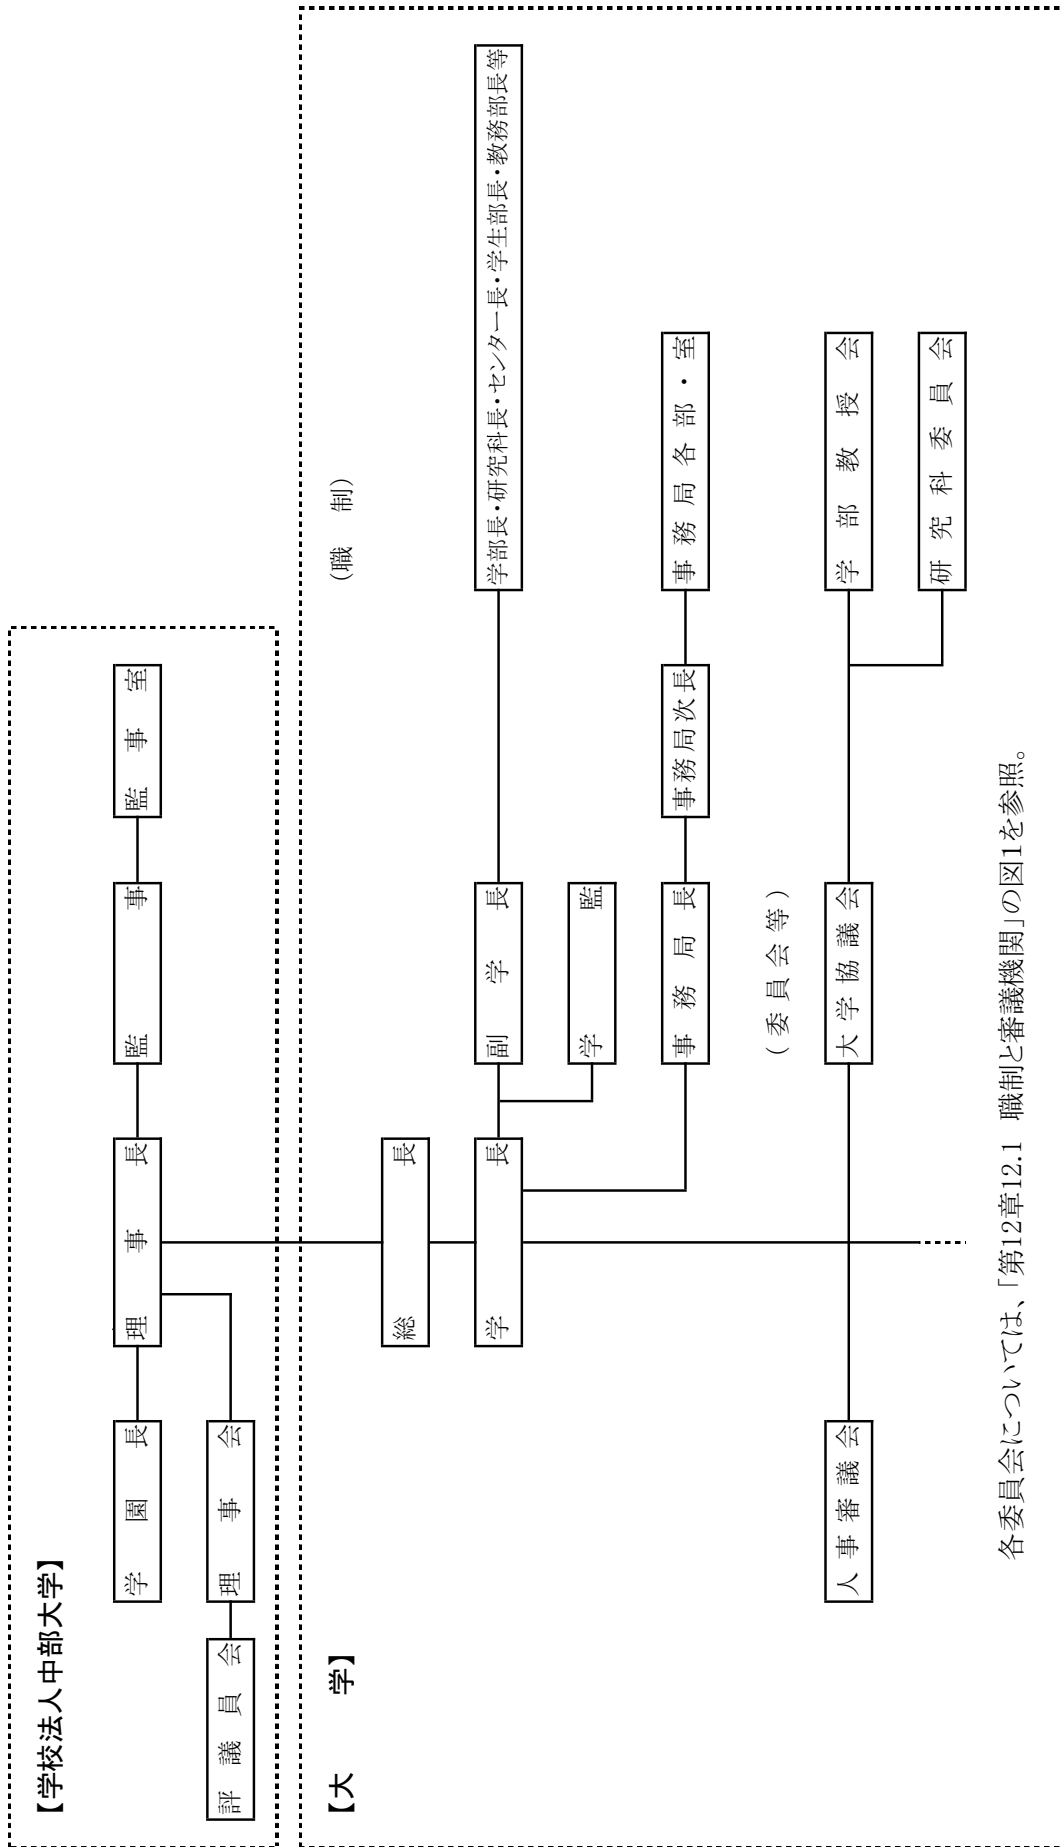 【学校法人中部大学】
学園長
理事長
監事
監事室
評議員会
理事会
【大学】
(職制)
総長
学長
副学長
学部長・研究科長・センター長・学生部長・教務部長等
学監
事務局長
事務局次長
事務局各部・室
(委員会等)
人事審議会
大学協議会
学部教授会
研究科委員会
各委員会については、「第12章12.1 職制と審議機関」の図1を参照。